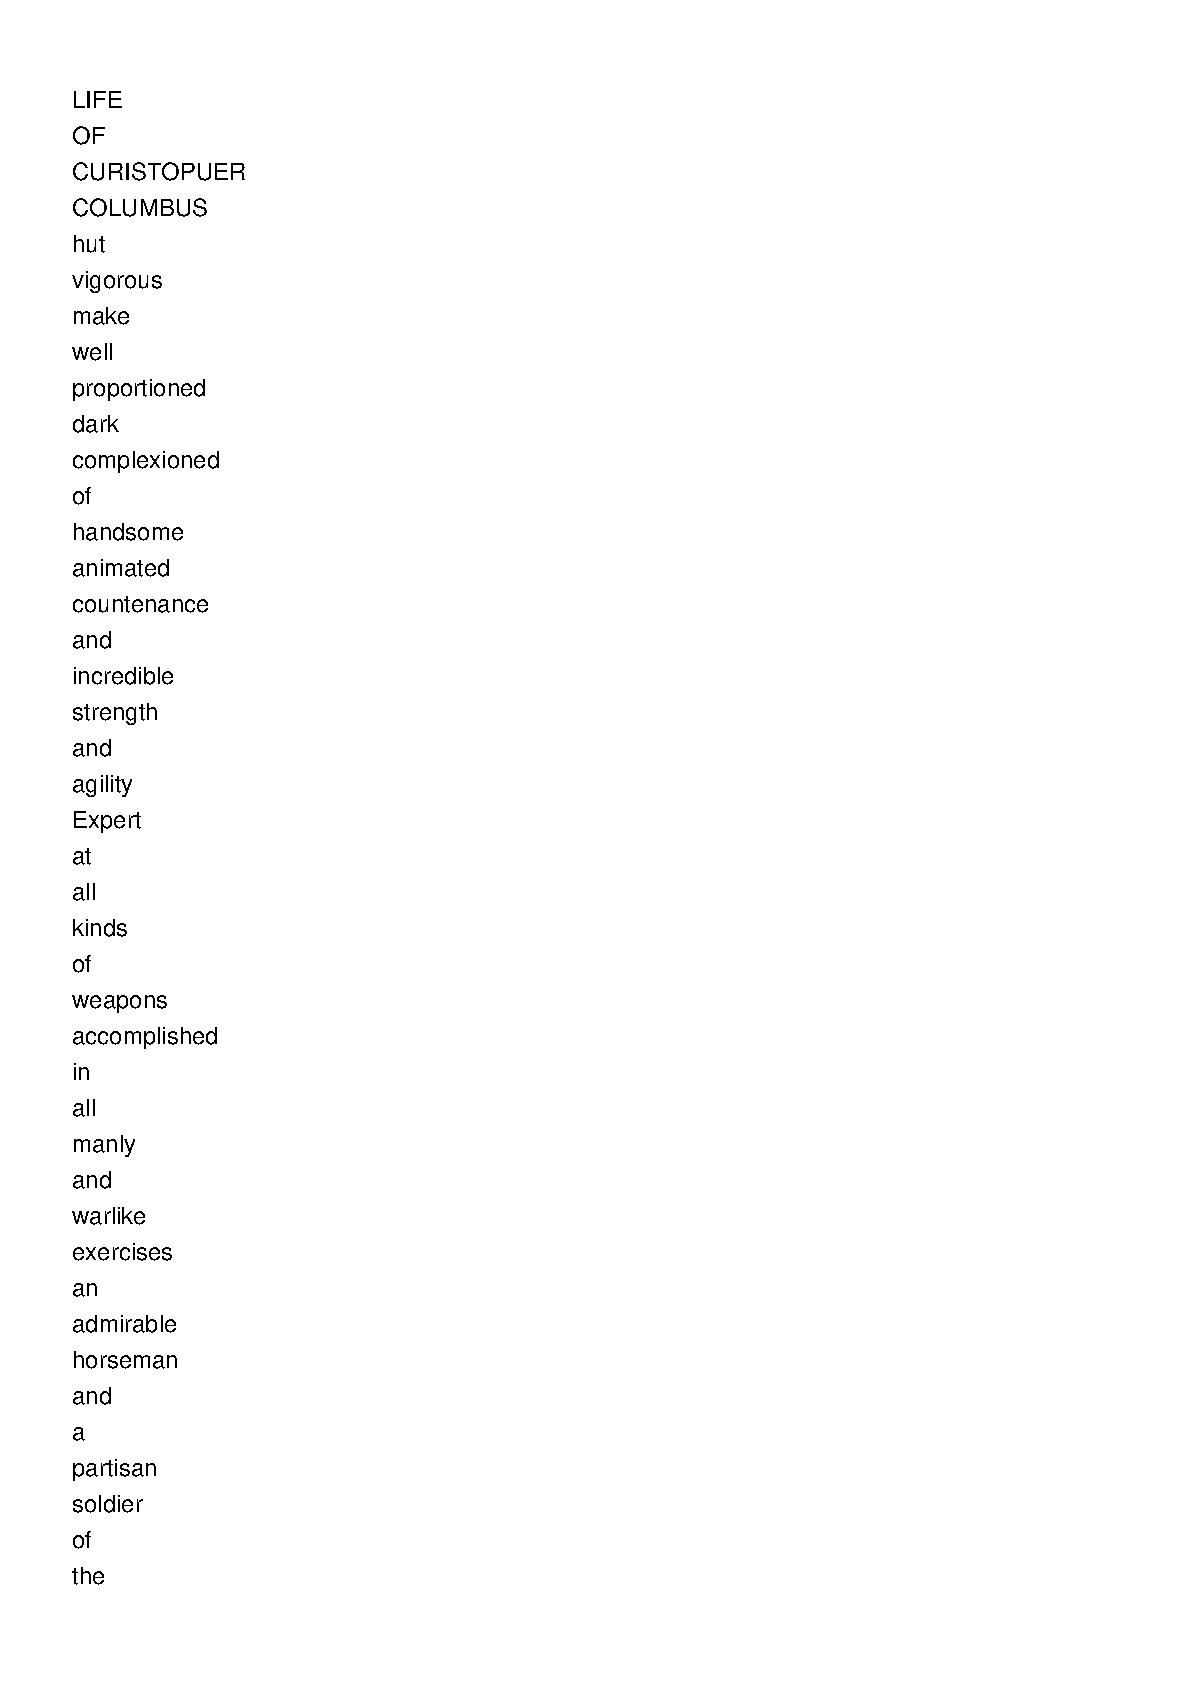 LIFE
OF
CURISTOPUER
COLUMBUS
hut
vigorous
make
well
proportioned
dark
complexioned
of
handsome
animated
countenance
and
incredible
strength
and
agility
Expert
at
all
kinds
of
weapons
accomplished
in
all
manly
and
warlike
exercises
an
admirable
horseman
and
a
partisan
soldier
of
the